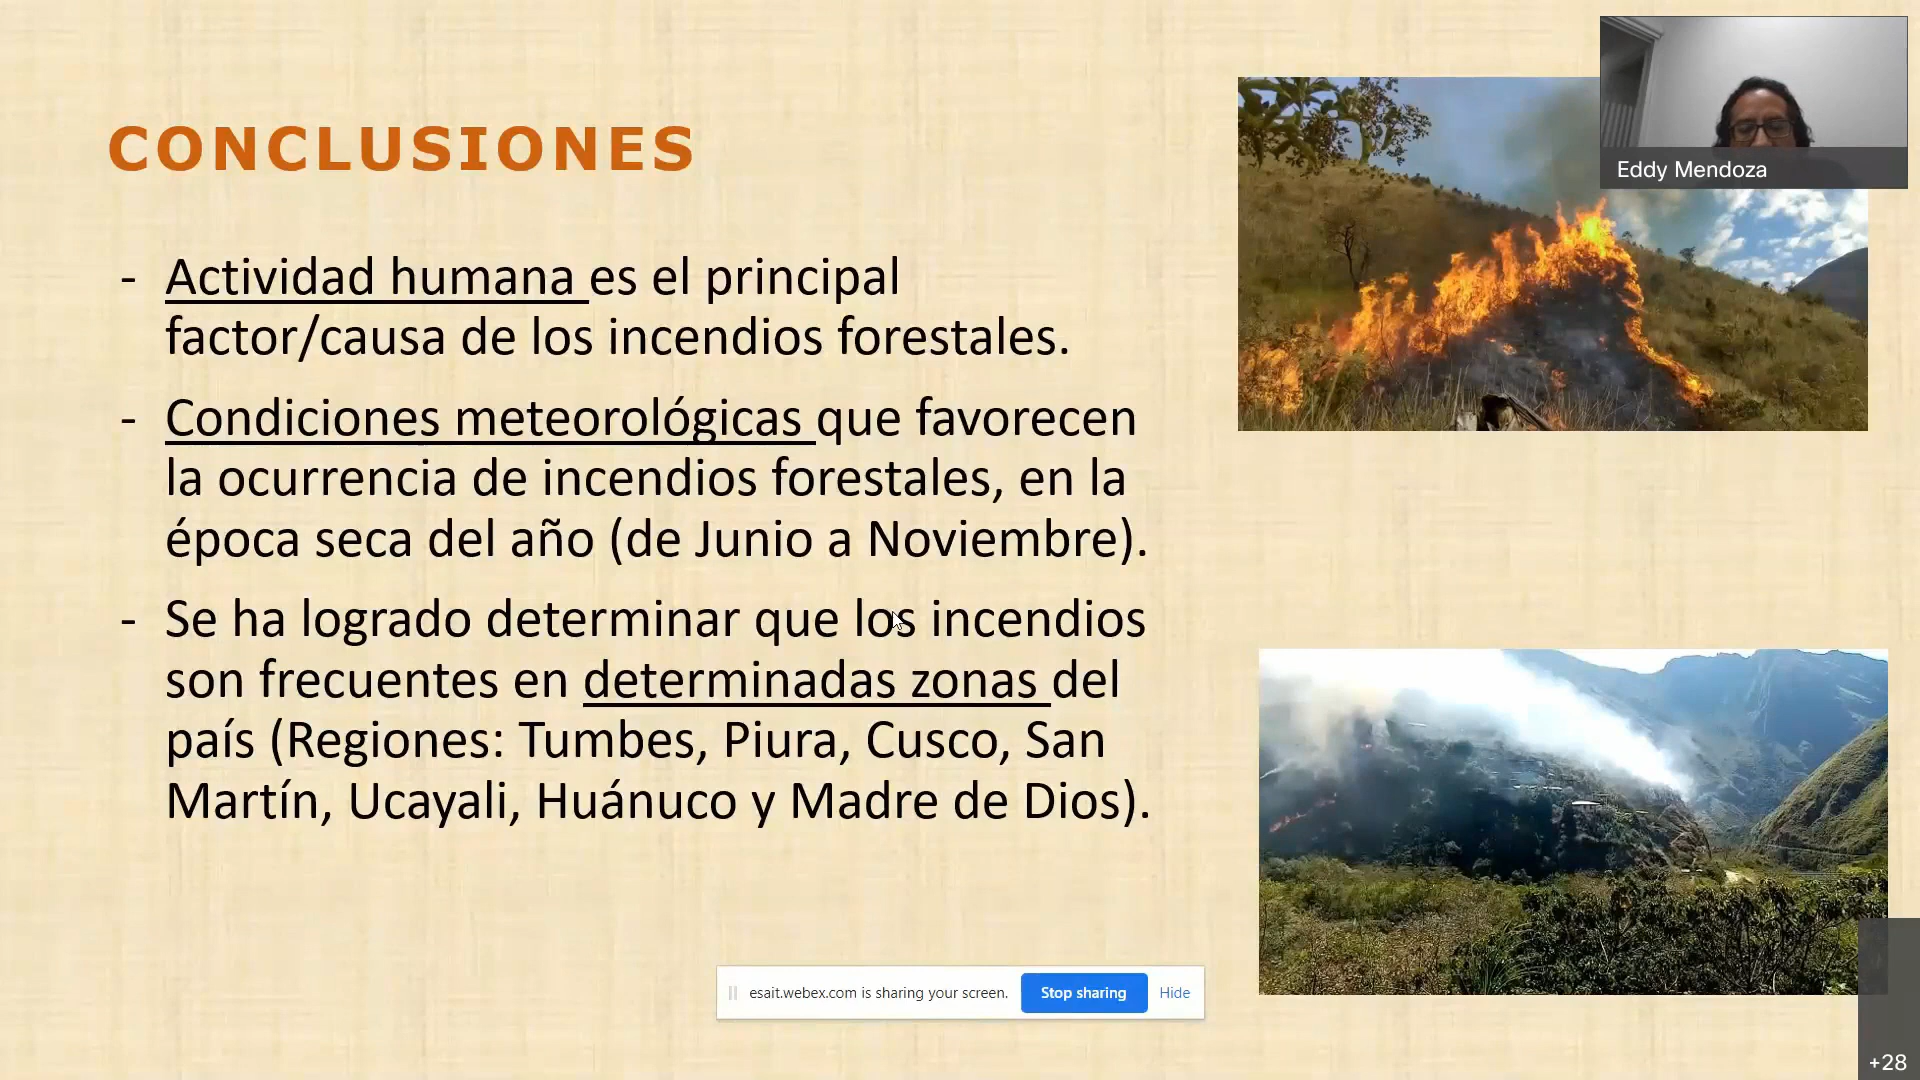 CONCLUSIONES
- Actividad humana es el principal
factor/causa de los incendios forestales.
- Condiciones meteorológicas que favorecen
la ocurrencia de incendios forestales, en la
época seca del año (de Junio a Noviembre).
- Se ha logrado determinar que los incendios
son frecuentes en determinadas zonas del
país (Regiones: Tumbes, Piura, Cusco, San
Martín, Ucayali, Huánuco y Madre de Dios).
Eddy Mendoza
esait.webex.com is sharing your screen. Stop sharing Hide
+28